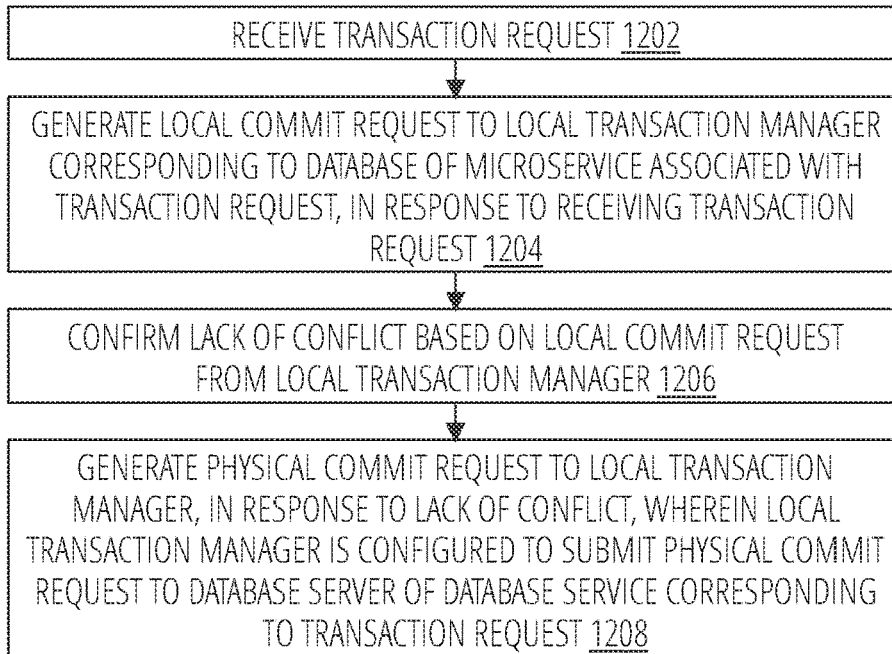 RECEIVE TRANSACTION REQUEST 1202
GENERATE LOCAL COMMIT REQUEST TO LOCAL TRANSACTION MANAGER
CORRESPONDING TO DATABASE OF MICROSERVICE ASSOCIATED WITH
TRANSACTION REQUEST, IN RESPONSE TO RECEIVING TRANSACTION
REQUEST 1204
CONFIRM LACK OF CONFLICT BASED ON LOCAL COMMIT REQUEST
FROM LOCAL TRANSACTION MANAGER 1206
GENERATE PHYSICAL COMMIT REQUEST TO LOCAL TRANSACTION
MANAGER, IN RESPONSE TO LACK OF CONFLICT, WHEREIN LOCAL
TRANSACTION MANAGER IS CONFIGURED TO SUBMIT PHYSICAL COMMIT
REQUEST TO DATABASE SERVER OF DATABASE SERVICE CORRESPONDING
TO TRANSACTION REQUEST 1208